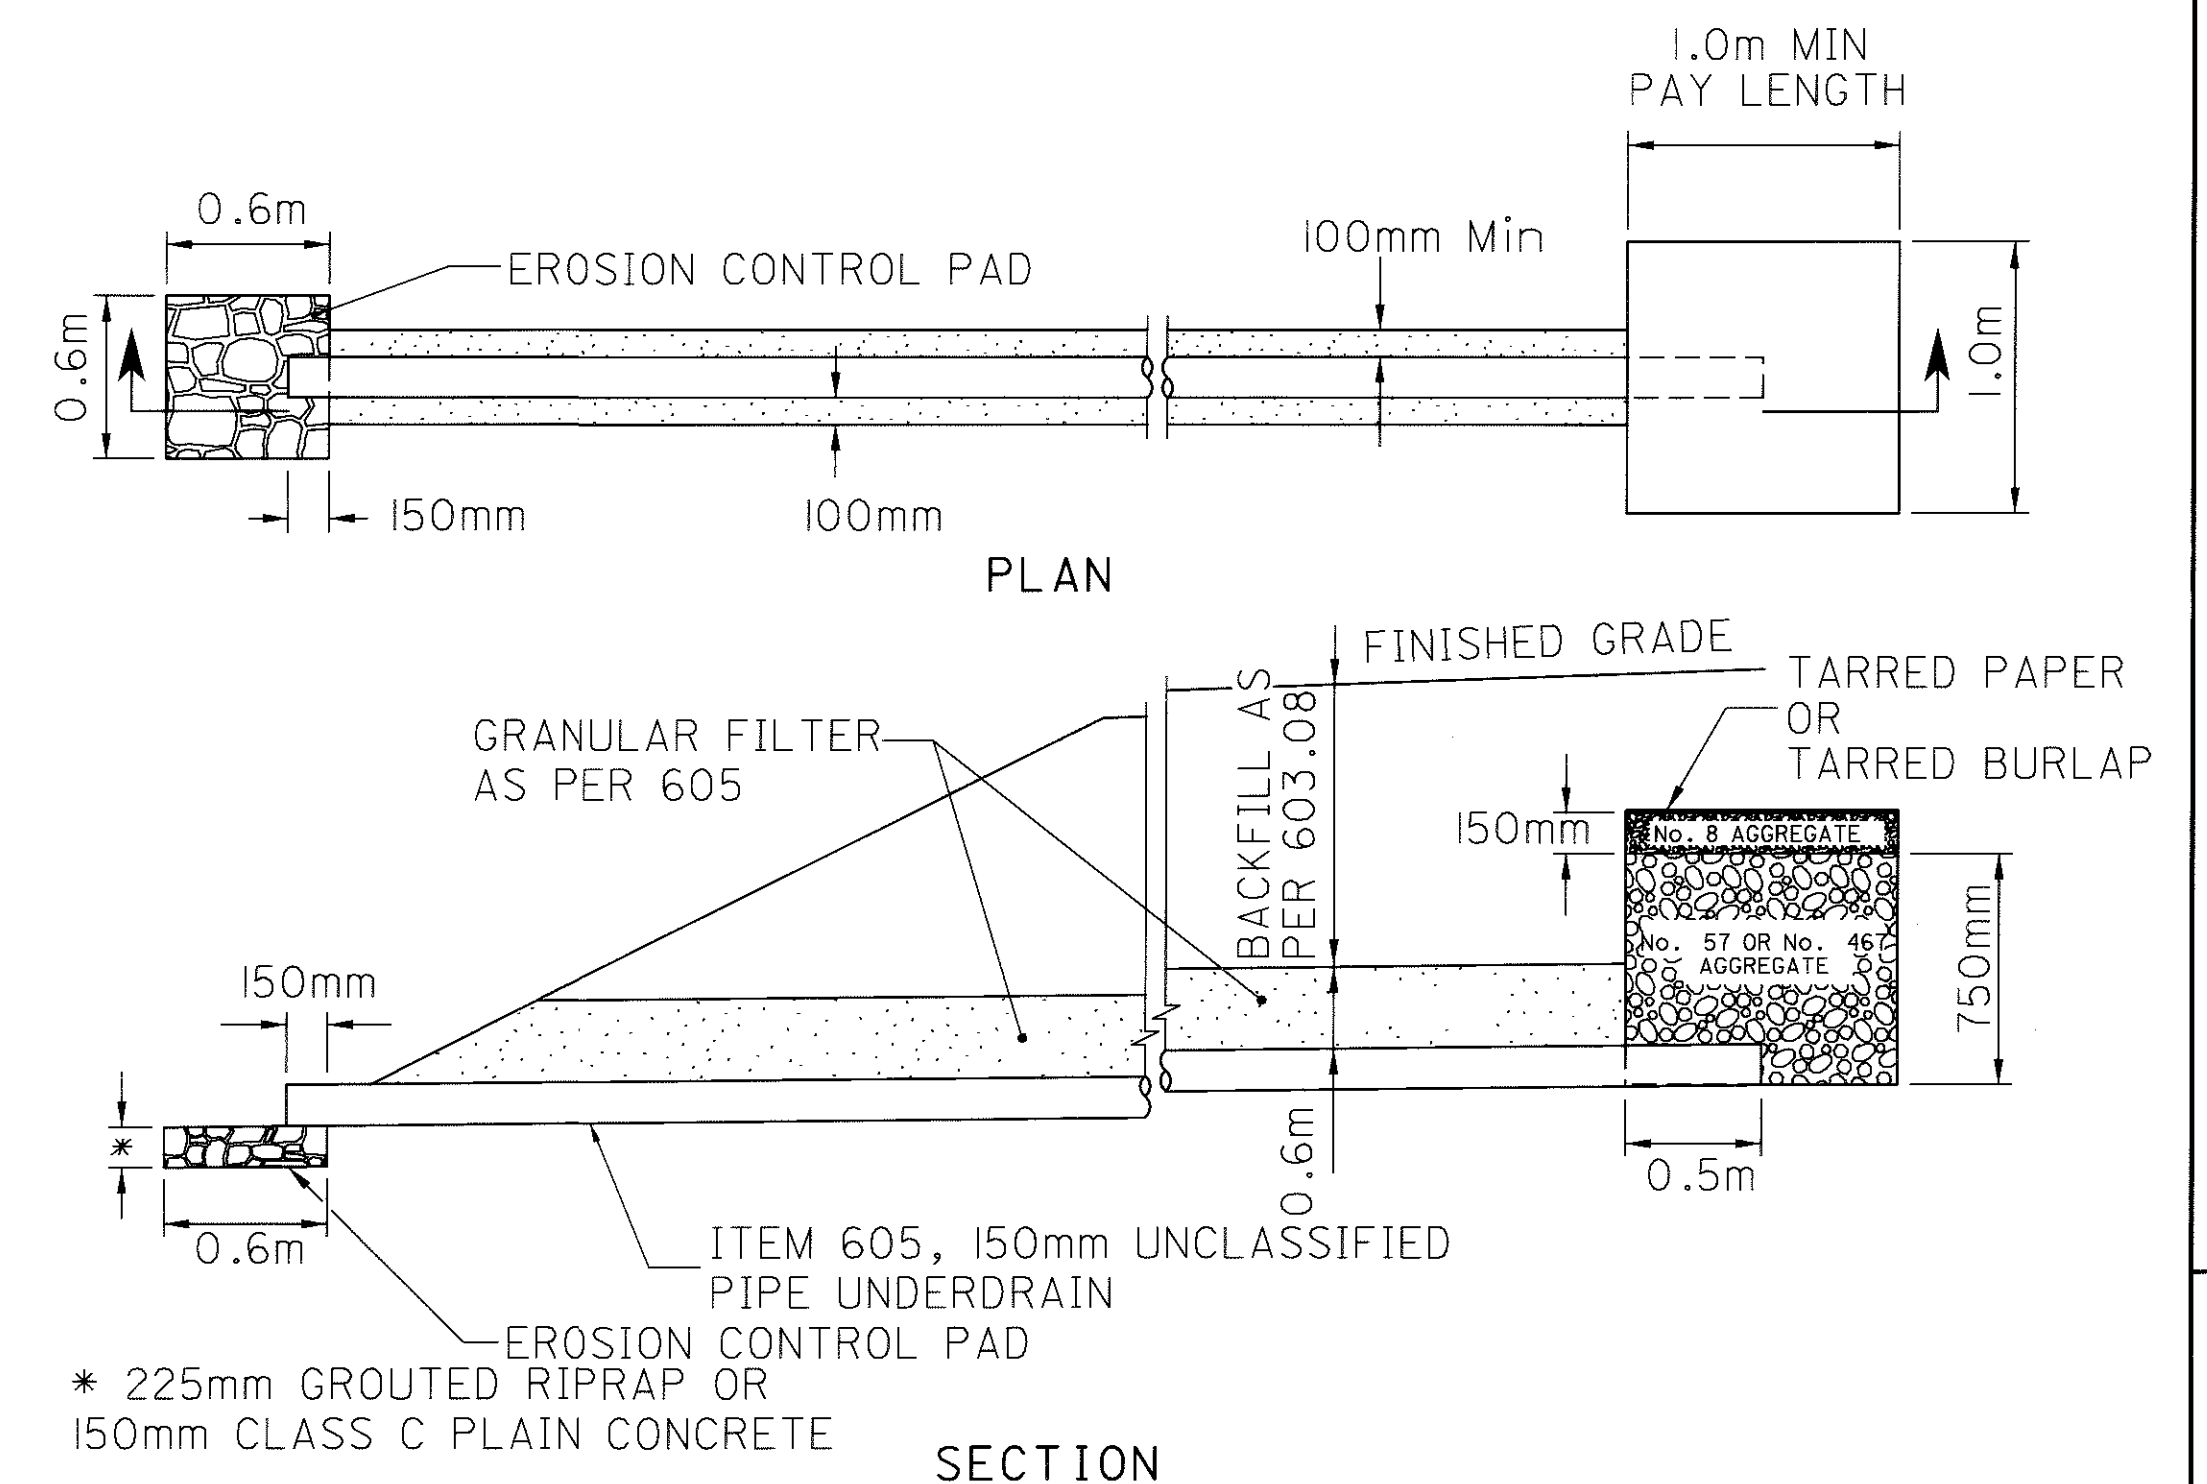 1.0m MIN
PAY LENGTH
0.6m
EROSION CONTROL PAD
100mm Min
0.6m
1.0m
150mm
100mm
PLAN
FINISHED GRADE
TARRED PAPER
OR
TARRED BURLAP
GRANULAR FILTER
AS PER 605
BACKFILL AS
PER 603.08
150mm
No. 8 AGGREGATE
No. 57 OR No. 467
AGGREGATE
750mm
150mm
*
0.6m
0.6m
0.5m
ITEM 605, 150mm UNCLASSIFIED
PIPE UNDERDRAIN
EROSION CONTROL PAD
* 225mm GROUTED RIPRAP OR
150mm CLASS C PLAIN CONCRETE
SECTION